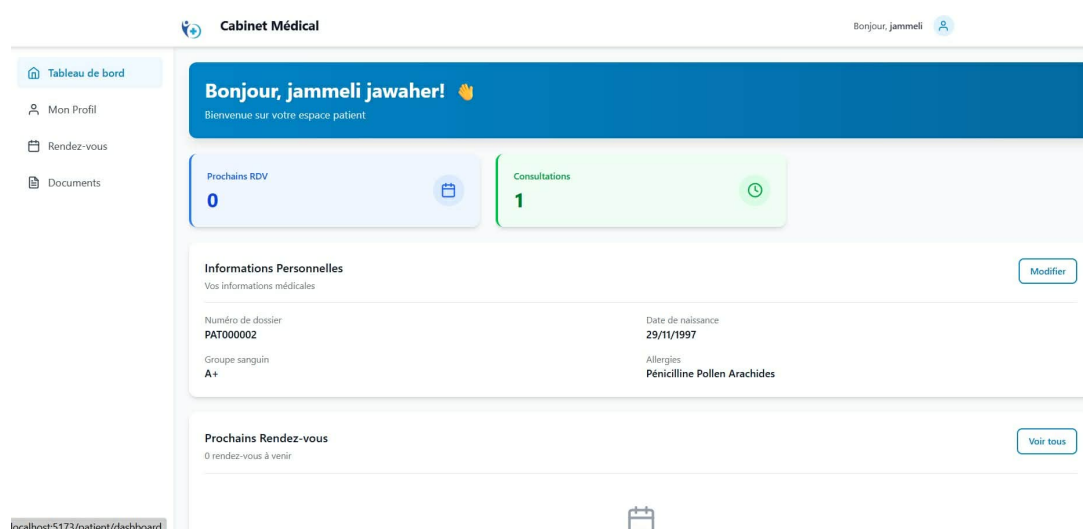 Cabinet Médical
Bonjour, jammeli
Tableau de bord
Mon Profil
Rendez-vous
Documents
Bonjour, jammeli jawaher! 👋
Bienvenue sur votre espace patient
Prochains RDV
0
Consultations
1
Informations Personnelles
Vos informations médicales
Modifier
Numéro de dossier
PAT000002
Date de naissance
29/11/1997
Groupe sanguin
A+
Allergies
Pénicilline Pollen Arachides
Prochains Rendez-vous
0 rendez-vous à venir
Voir tous
localhost:5173/patient/dashboard